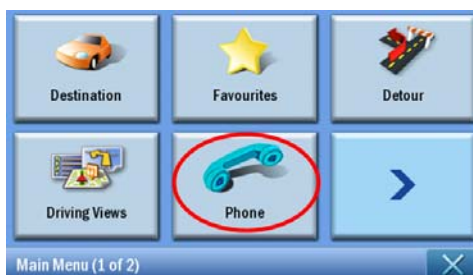 Destination Favourites Detour
Driving Views Phone
Main Menu (1 of 2)